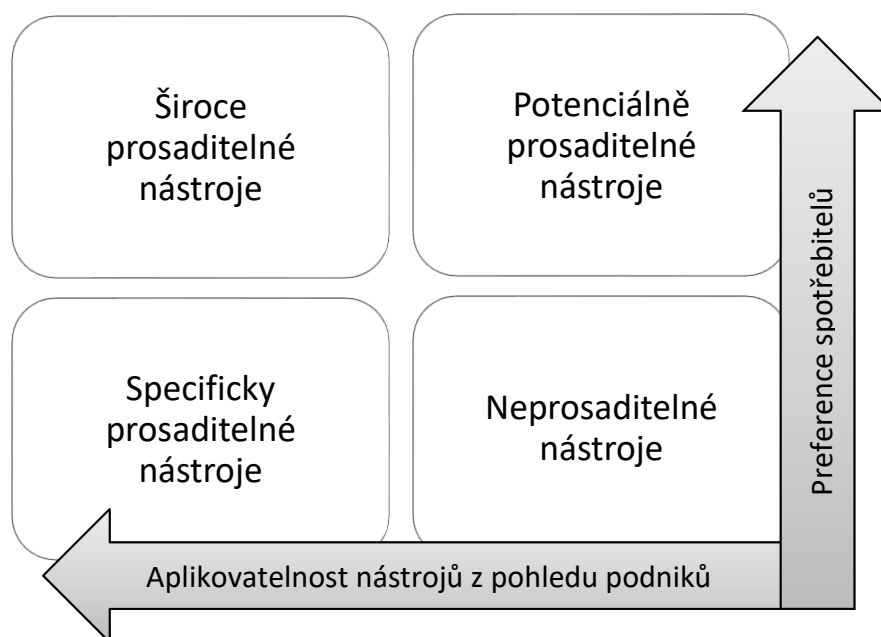 Široce
prosaditelné
nástroje
Potenciálně
prosaditelné
nástroje
Specificky
prosaditelné
nástroje
Neprosaditelné
nástroje
Preference spotřebitelů
Aplikovatelnost nástrojů z pohledu podniků